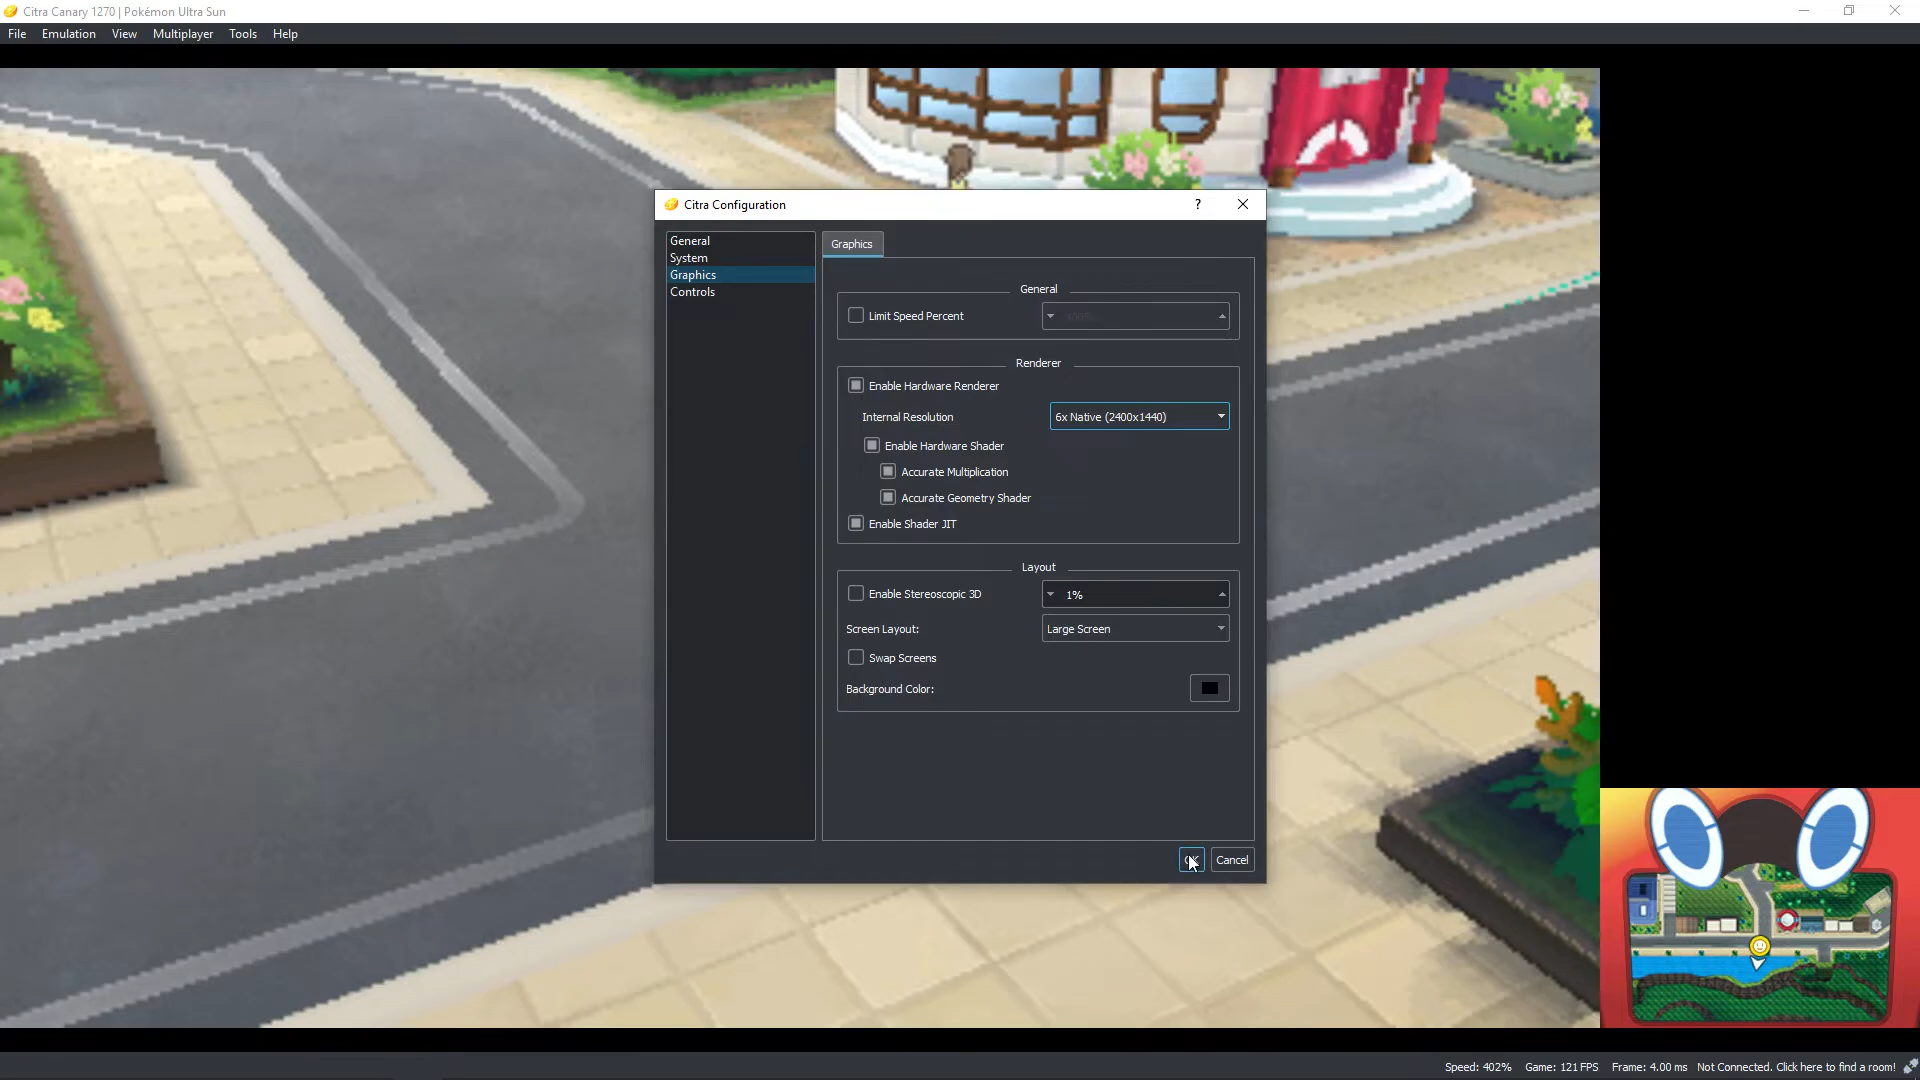 Citra Canary 1270 | Pokémon Ultra Sun
File Emulation View Multiplayer Tools Help
Citra Configuration
?
General
System
Graphics
Controls
Graphics
General
Limit Speed Percent
Renderer
Enable Hardware Renderer
Internal Resolution 6x Native (2400x1440)
Enable Hardware Shader
Accurate Multiplication
Accurate Geometry Shader
Enable Shader JIT
Layout
Enable Stereoscopic 3D 1%
Screen Layout: Large Screen
Swap Screens
Background Color:
Cancel
Speed: 402% Game: 121 FPS Frame: 4.00 ms Not Connected. Click here to find a room!